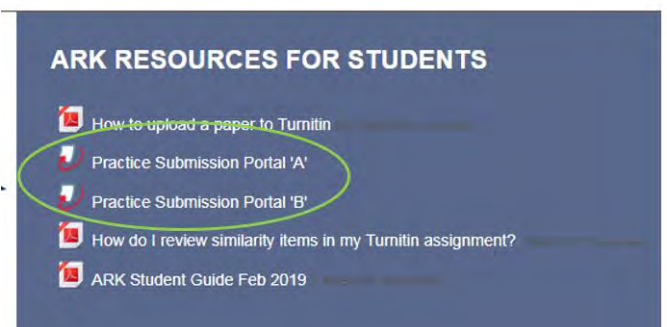 ARK RESOURCES FOR STUDENTS
How to upload a paper to Turnitin
Practice Submission Portal 'A'
Practice Submission Portal 'B'
How do I review similarity items in my Turnitin assignment?
ARK Student Guide Feb 2019